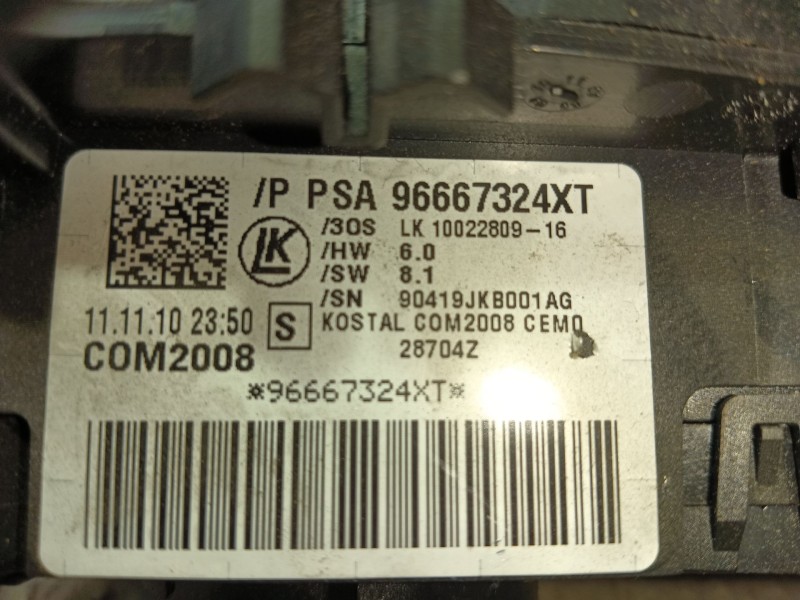 /P PSA 96667324XT
/3OS LK 10022809-16
LK
/HW 6.0
/SW 8.1
/SN 90419JKB001AG
11.11.10 23:50 S KOSTAL COM2008 CEM0
COM2008 28704Z
*96667324XT*